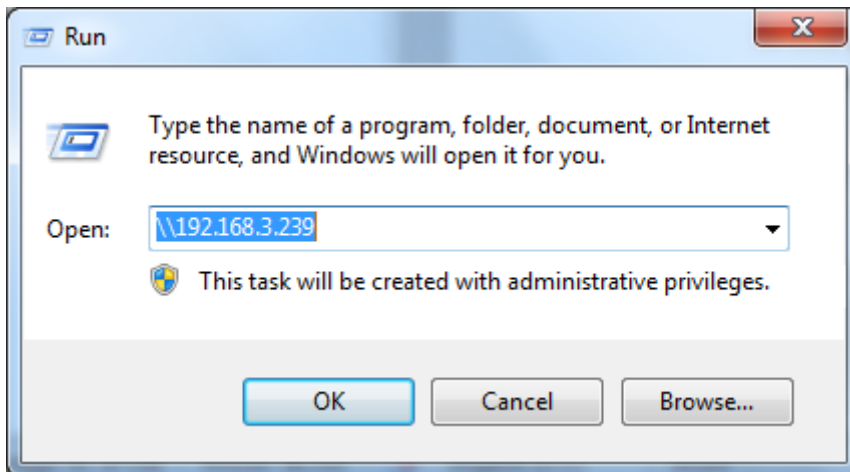 Run
Type the name of a program, folder, document, or Internet
resource, and Windows will open it for you.
Open: \\192.168.3.239
This task will be created with administrative privileges.
OK Cancel Browse...